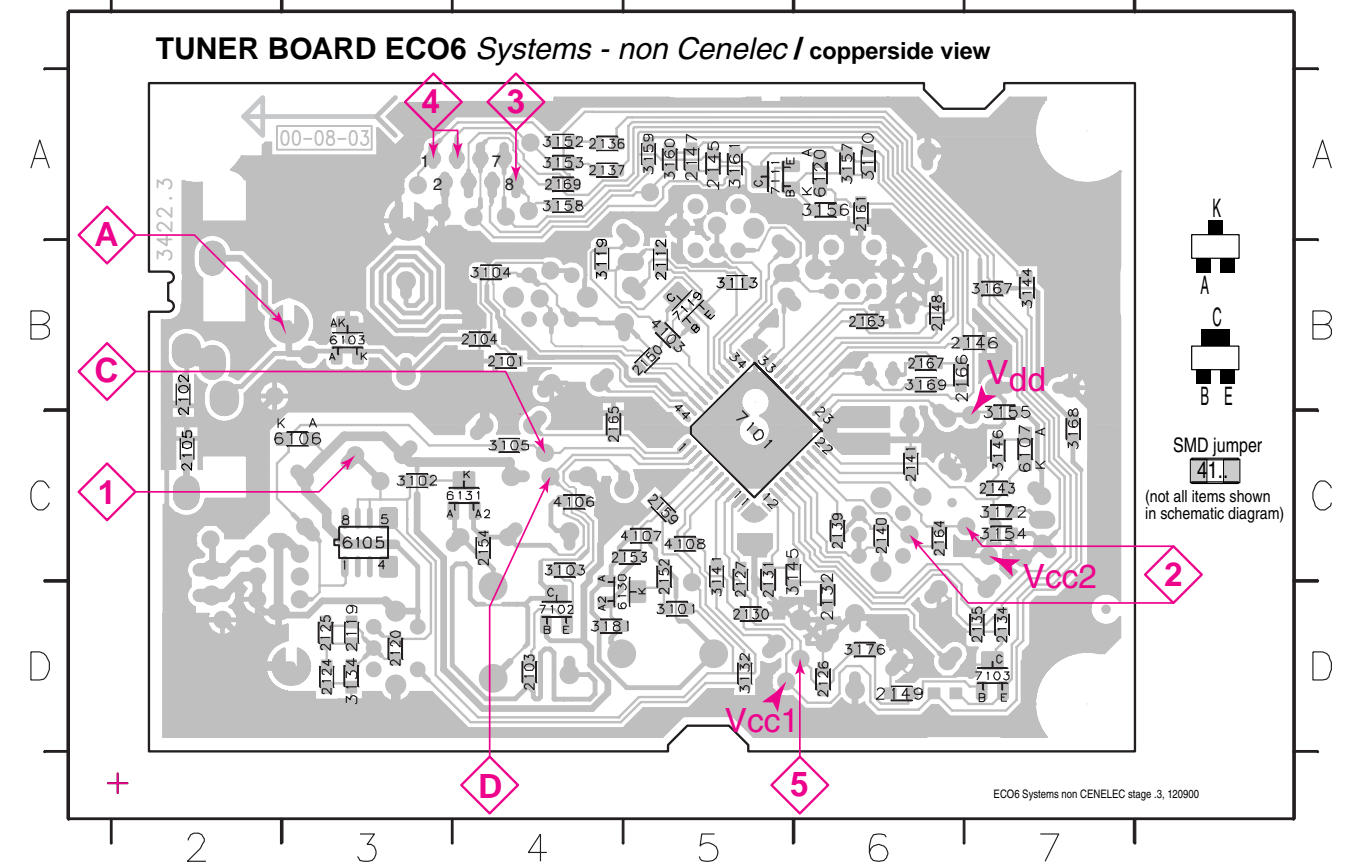 TUNER BOARD ECO6 Systems - non Cenelec / copperside view
00-08-03
3422.3
4
3
A
A
A
1
2
7
8
3152
3153
2169
3158
2136
2137
3159
3160
2147
2145
3161
C 7111 E B
A 6120 K
3157
3170
3156
2161
K
A
B
B
3104
3119
2112
3113
C 7119 B E
4103
2150
2163
2148
3167
3144
2146
AK
6103
A K
2104
2101
C
2102
34
33
2167
3169
2166
Vdd
C
B E
2105
K A
6106
3105
2165
44
1
7101
23
22
11
12
3155
3146
A 6107 K
3168
SMD jumper
41..
(not all items shown
in schematic diagram)
C
C
1
3102
K
6131
A A2
4106
2159
2141
2143
3172
3154
8 5
6105
1 4
2154
4107
4108
2153
2139
2140
2164
Vcc2
2
3103
C
7102
B E
A 6130 K A2
2152
3141
2127
2131
3145
2132
3101
2130
3181
D
D
2125
2119
2120
2124
3134
2103
3132
2126
3176
2149
2135
2134
C
7103
B E
Vcc1
D
5
ECO6 Systems non CENELEC stage .3, 120900
2
3
4
5
6
7